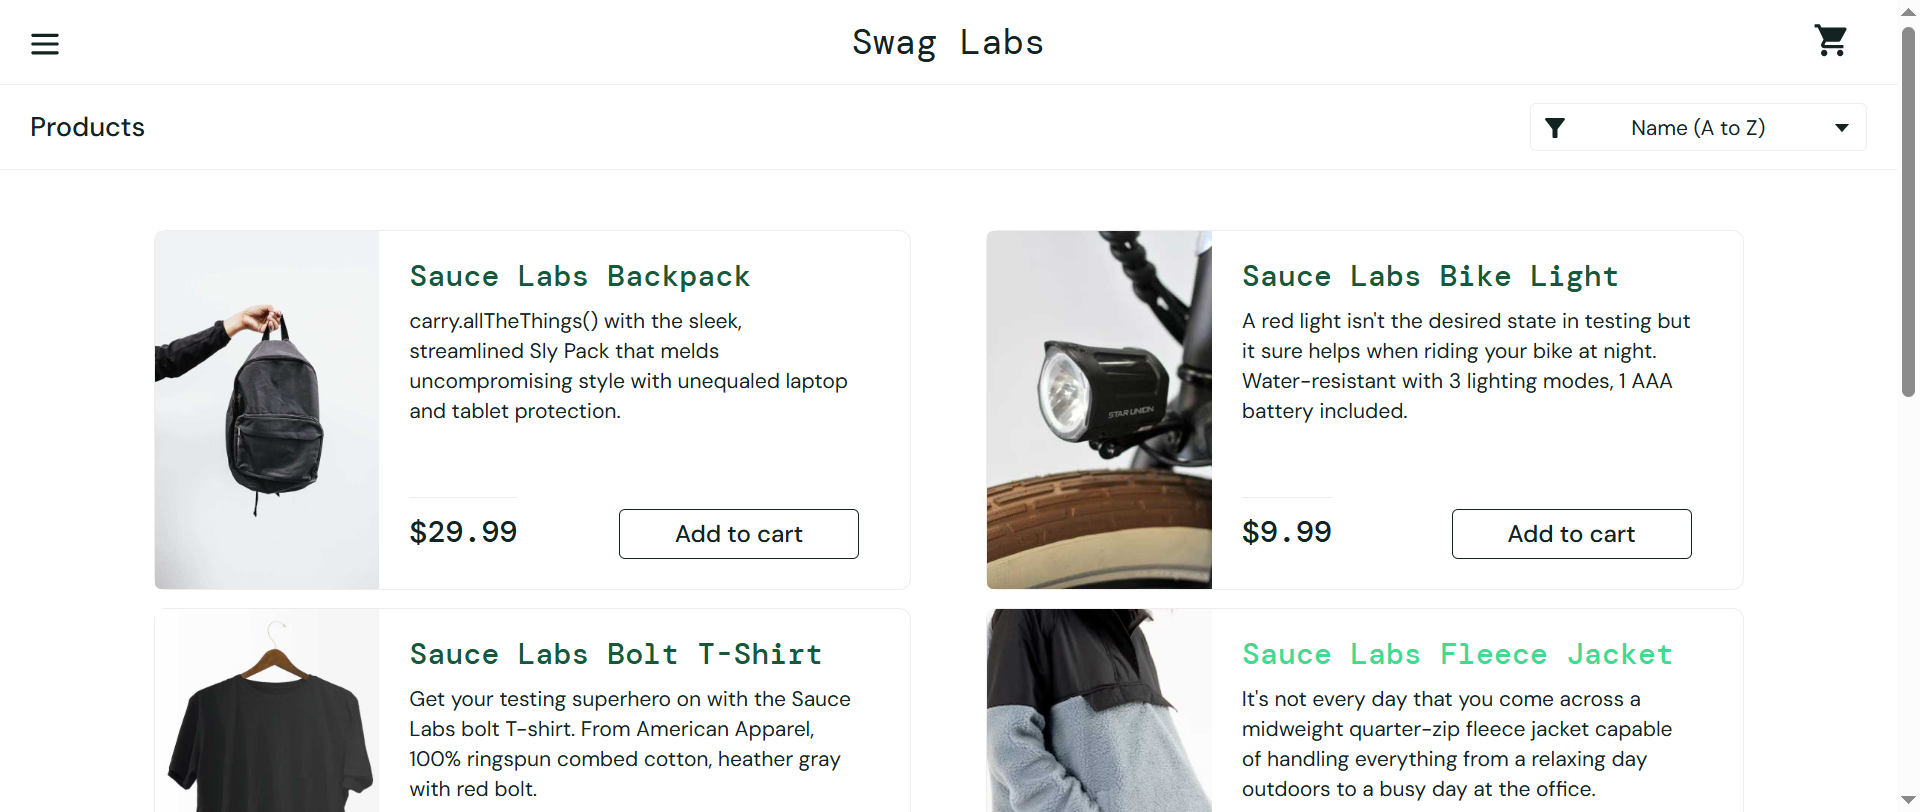 Swag Labs
Products
Name (A to Z)
Sauce Labs Backpack
carry.allTheThings() with the sleek,
streamlined Sly Pack that melds
uncompromising style with unequaled laptop
and tablet protection.
$29.99
Add to cart
Sauce Labs Bike Light
A red light isn't the desired state in testing but
it sure helps when riding your bike at night.
Water-resistant with 3 lighting modes, 1 AAA
battery included.
STAR UNION
$9.99
Add to cart
Sauce Labs Bolt T-Shirt
Get your testing superhero on with the Sauce
Labs bolt T-shirt. From American Apparel,
100% ringspun combed cotton, heather gray
with red bolt.
Sauce Labs Fleece Jacket
It's not every day that you come across a
midweight quarter-zip fleece jacket capable
of handling everything from a relaxing day
outdoors to a busy day at the office.